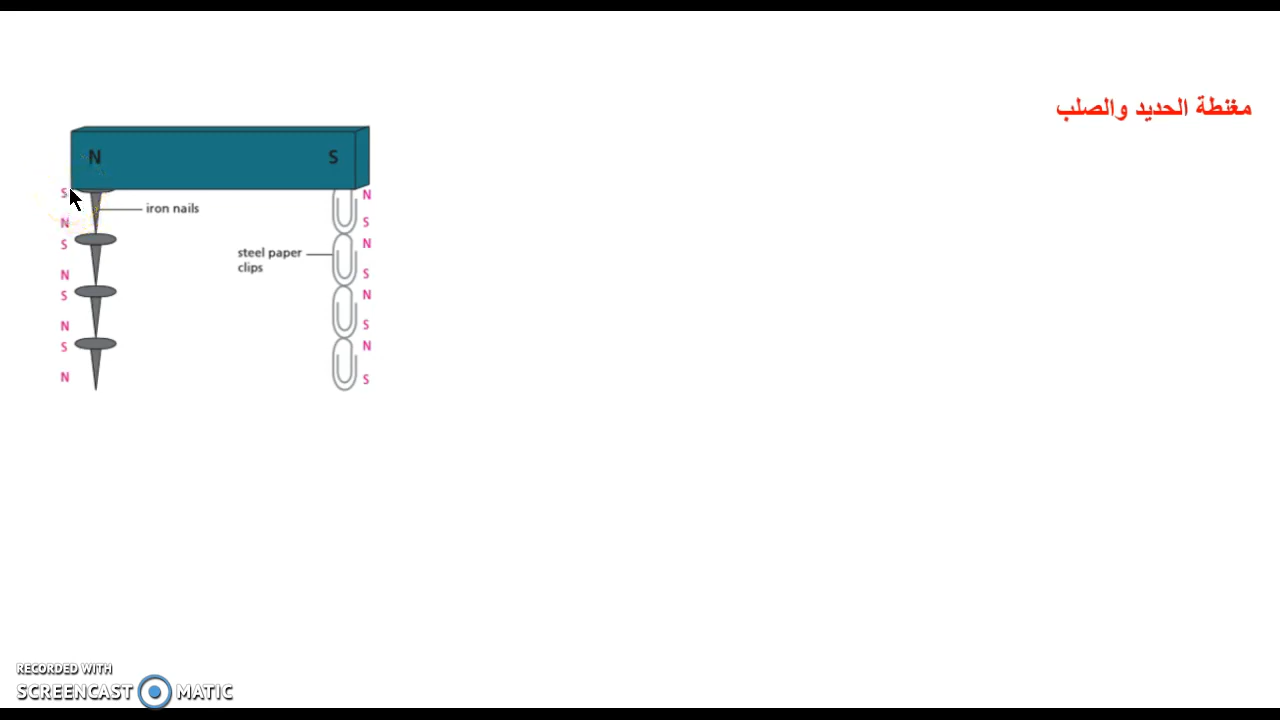 مغنطة الحديد والصلب
N S
S
N
iron nails
N
S
S
N
steel paper
clips
N
S
S
N
N
S
S
N
N
S
S
N
RECORDED WITH
SCREENCAST MATIC